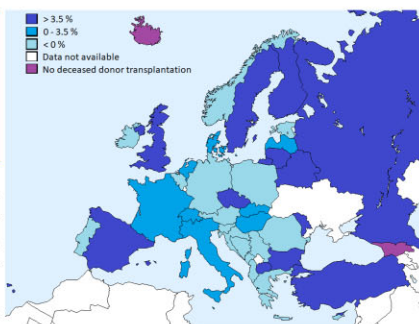 > 3.5 %
0 - 3.5 %
< 0 %
Data not available
No deceased donor transplantation